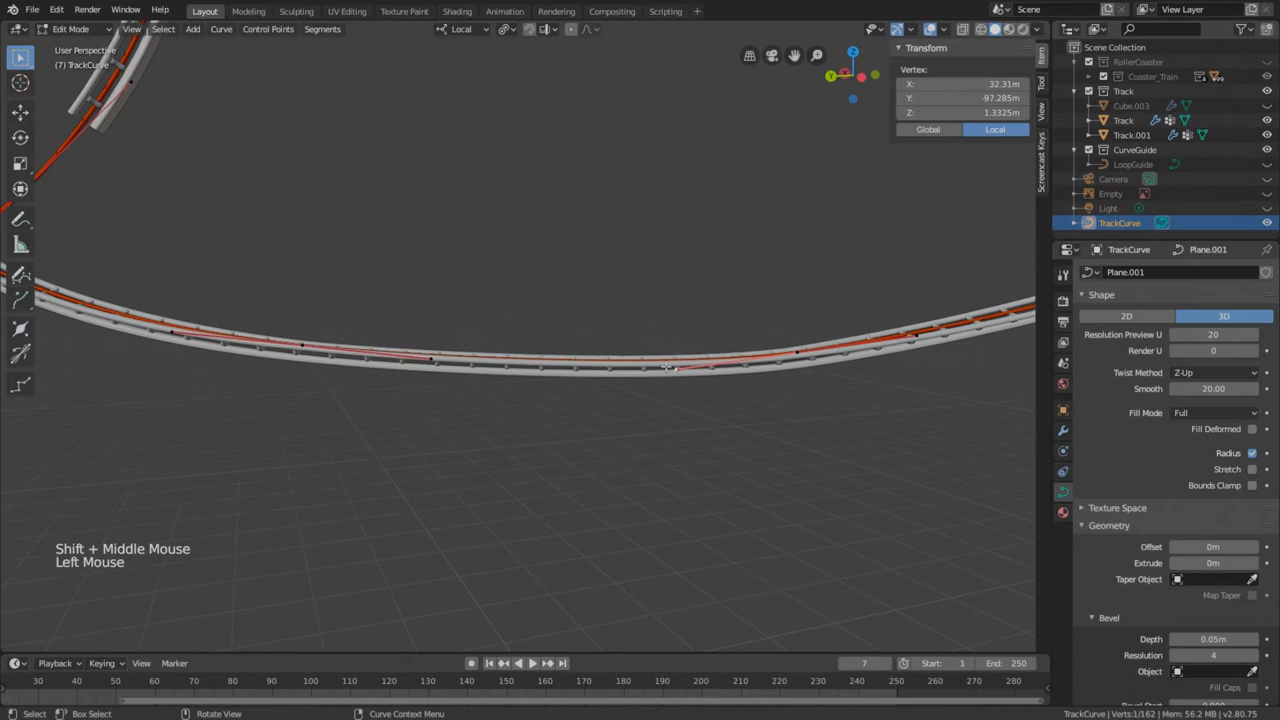 File Edit Render Window Help
Layout Modeling Sculpting UV Editing Texture Paint Shading Animation Rendering Compositing Scripting +
Scene View Layer
Edit Mode View Select Add Curve Control Points Segments Local
User Perspective
(7) TrackCurve
Z
Y
Transform
Vertex:
X: 32.31m
Y: -97.285m
Z: 1.3325m
Global Local
Item
Tool
View
Screencast Keys
Scene Collection
RollerCoaster
Coaster_Train
Track
Cube.003
Track
Track.001
CurveGuide
LoopGuide
Camera
Empty
Light
TrackCurve
TrackCurve Plane.001
Plane.001
Shape
2D 3D
Resolution Preview U 20
Render U 0
Twist Method Z-Up
Smooth 20.00
Fill Mode Full
Fill Deformed
Radius
Stretch
Bounds Clamp
Texture Space
Geometry
Offset 0m
Extrude 0m
Taper Object
Map Taper
Bevel
Depth 0.05m
Resolution 4
Object
Fill Caps
Shift + Middle Mouse
Left Mouse
Playback Keying View Marker 7 Start: 1 End: 250
30 40 50 60 70 80 90 100 110 120 130 140 150 160 170 180 190 200 210 220 230 240 250 260 270 280
Select Box Select Rotate View Curve Context Menu TrackCurve | Verts:1/162 | Mem: 56.2 MB | v2.80.75